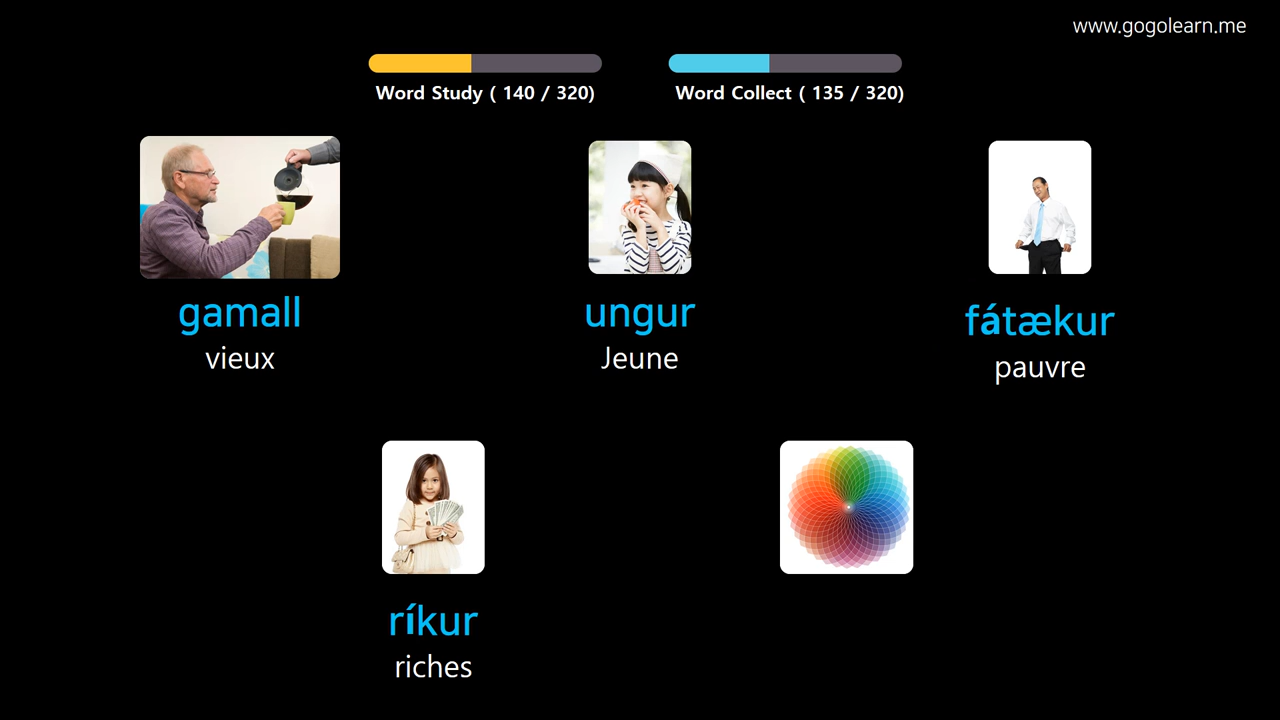 www.gogolearn.me
Word Study ( 140 / 320)
Word Collect ( 135 / 320)
gamall
vieux
ungur
Jeune
fátækur
pauvre
ríkur
riches